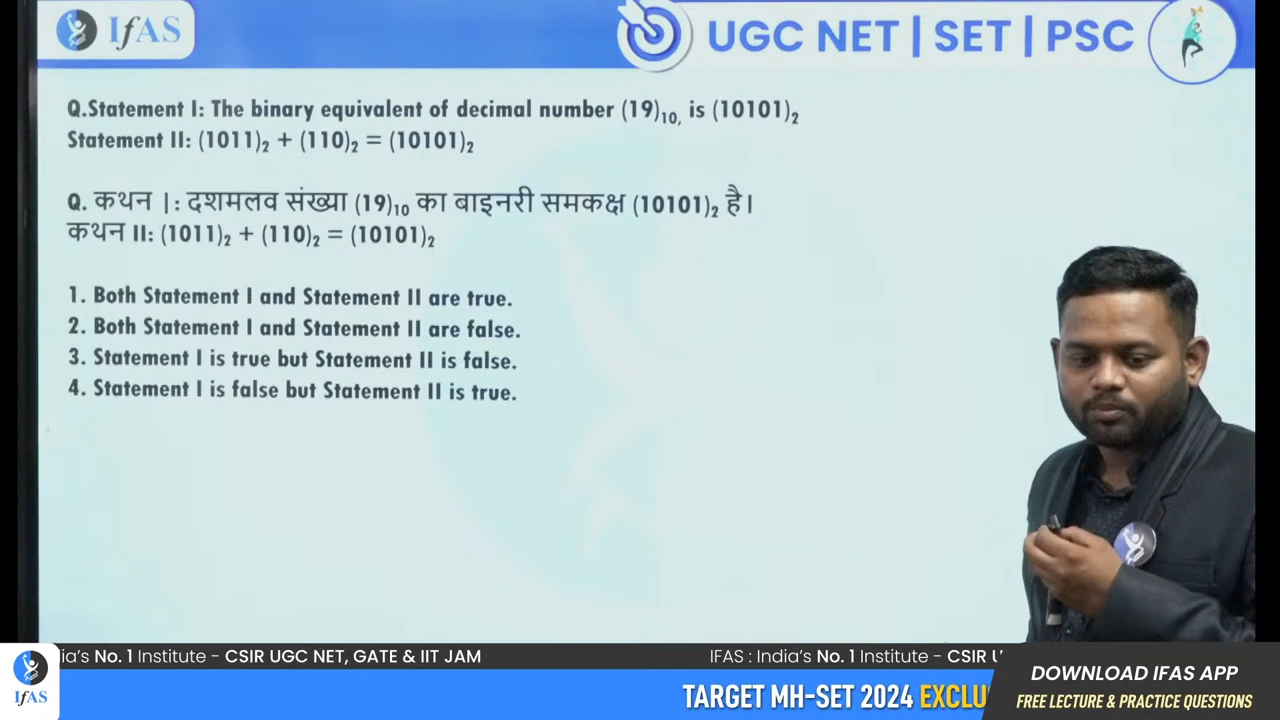 IfAS
UGC NET | SET | PSC
Q.Statement I: The binary equivalent of decimal number (19)₁₀, is (10101)₂
Statement II: (1011)₂ + (110)₂ = (10101)₂
Q. कथन I: दशमलव संख्या (19)₁₀ का बाइनरी समकक्ष (10101)₂ है।
कथन II: (1011)₂ + (110)₂ = (10101)₂
1. Both Statement I and Statement II are true.
2. Both Statement I and Statement II are false.
3. Statement I is true but Statement II is false.
4. Statement I is false but Statement II is true.
IfAS
ia's No. 1 Institute - CSIR UGC NET, GATE & IIT JAM
IFAS : India's No. 1 Institute - CSIR U
DOWNLOAD IFAS APP
TARGET MH-SET 2024 EXCLU
FREE LECTURE & PRACTICE QUESTIONS